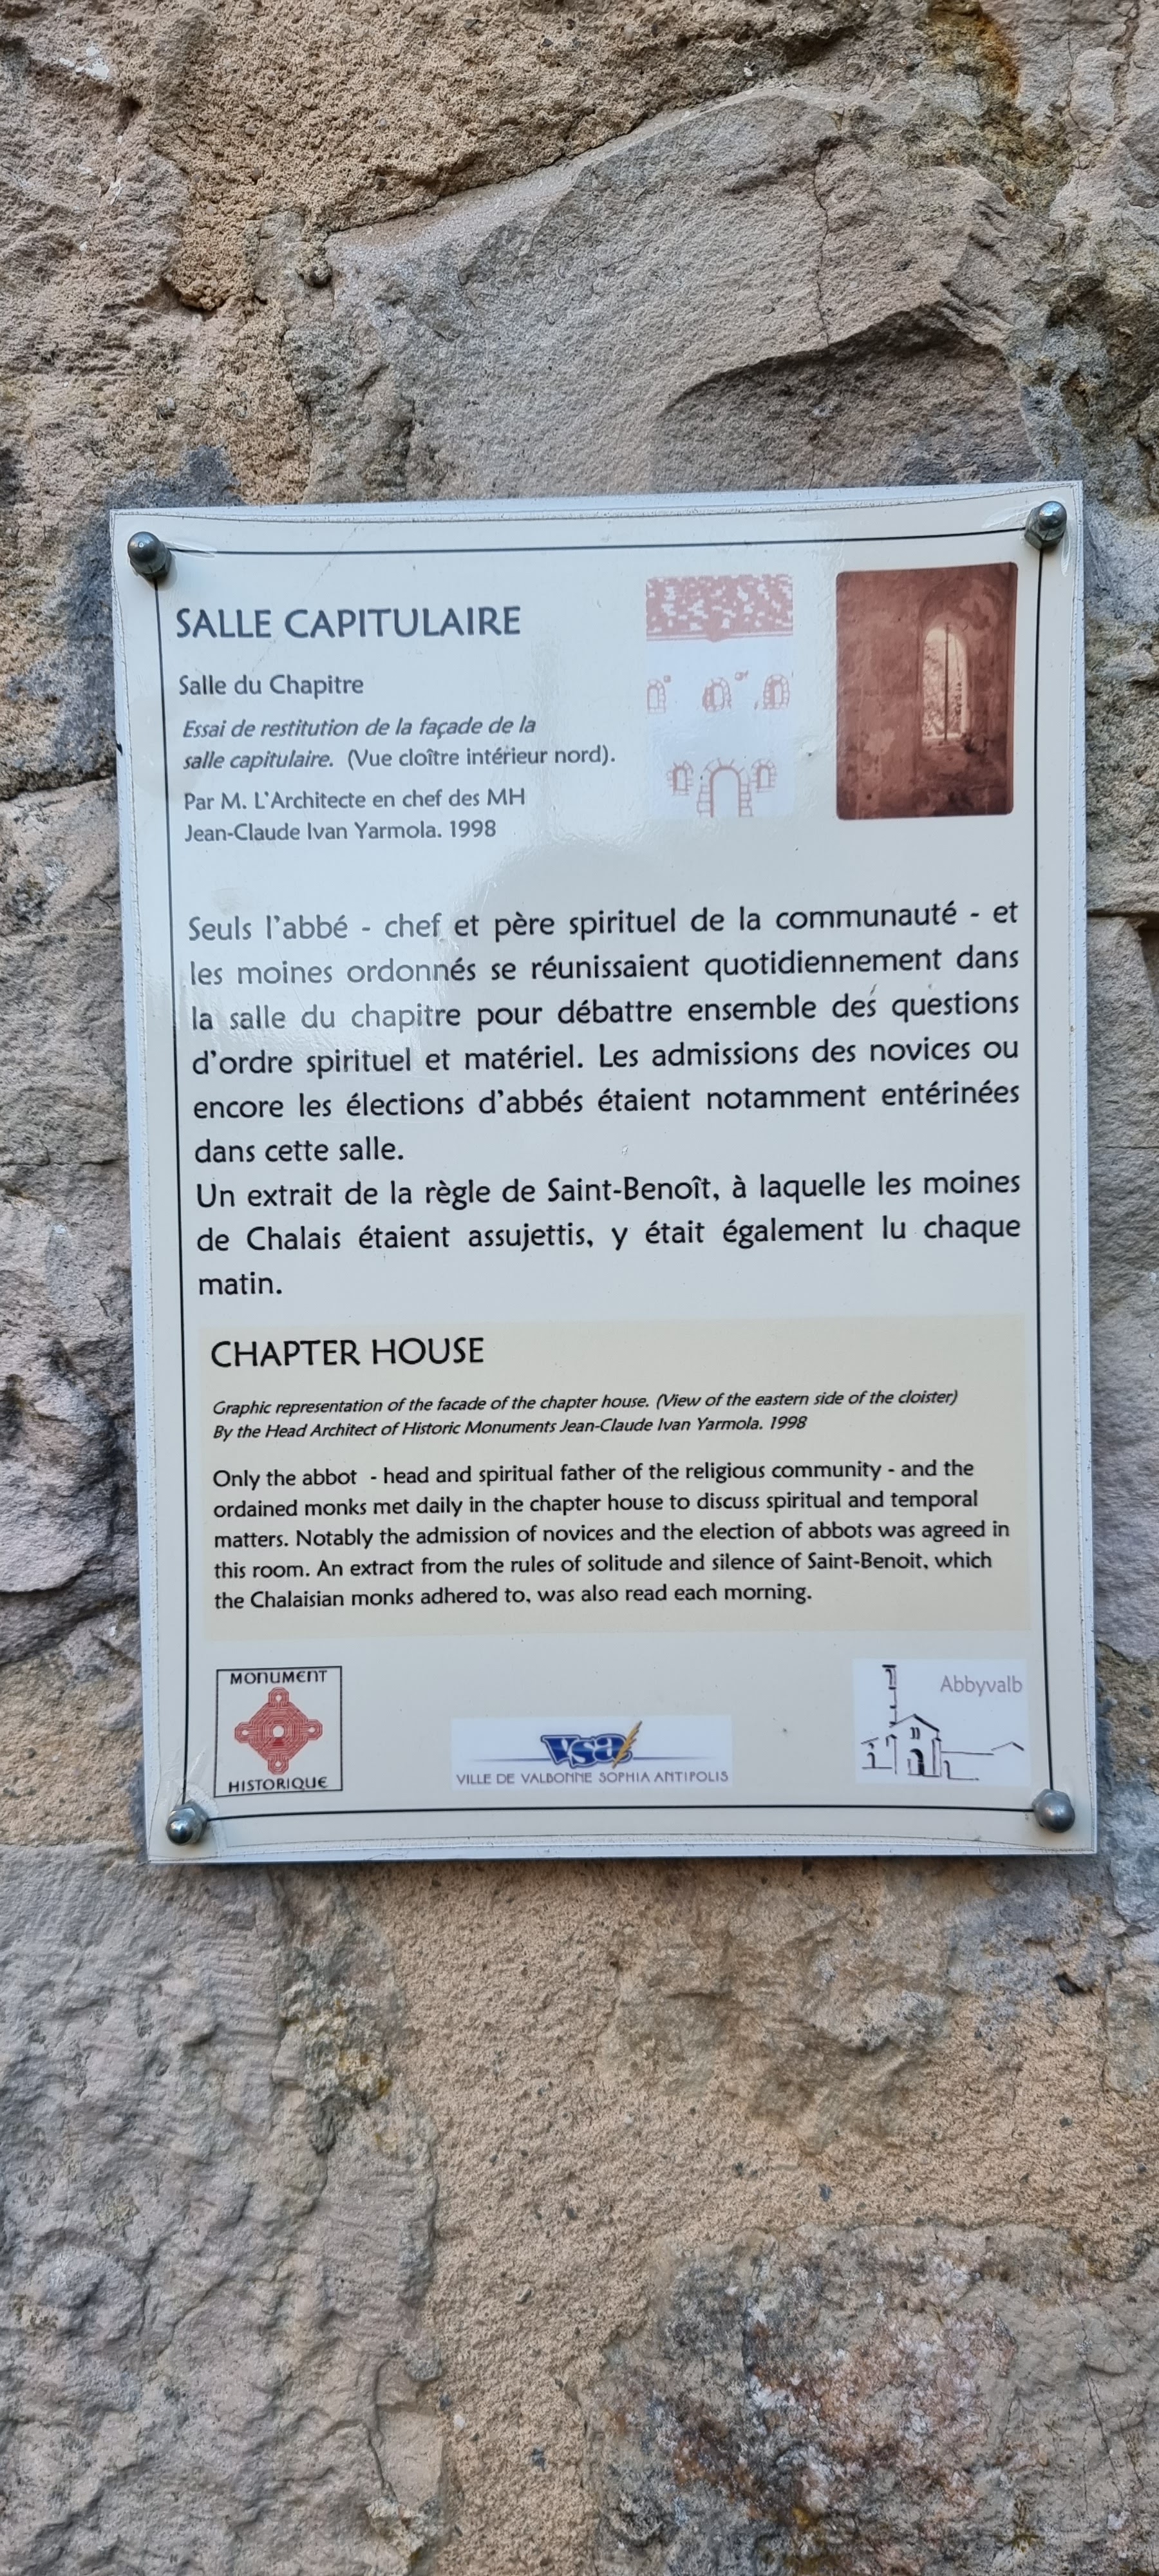 SALLE CAPITULAIRE
Salle du Chapitre
Essai de restitution de la façade de la
salle capitulaire. (Vue cloître intérieur nord).
Par M. L'Architecte en chef des MH
Jean-Claude Ivan Yarmola. 1998
Seuls l'abbé - chef et père spirituel de la communauté - et
les moines ordonnés se réunissaient quotidiennement dans
la salle du chapitre pour débattre ensemble des questions
d'ordre spirituel et matériel. Les admissions des novices ou
encore les élections d'abbés étaient notamment entérinées
dans cette salle.
Un extrait de la règle de Saint-Benoît, à laquelle les moines
de Chalais étaient assujettis, y était également lu chaque
matin.
CHAPTER HOUSE
Graphic representation of the facade of the chapter house. (View of the eastern side of the cloister)
By the Head Architect of Historic Monuments Jean-Claude Ivan Yarmola. 1998
Only the abbot - head and spiritual father of the religious community - and the
ordained monks met daily in the chapter house to discuss spiritual and temporal
matters. Notably the admission of novices and the election of abbots was agreed in
this room. An extract from the rules of solitude and silence of Saint-Benoit, which
the Chalaisian monks adhered to, was also read each morning.
MONUMENT
HISTORIQUE
vsa
VILLE DE VALBONNE SOPHIA ANTIPOLIS
Abbyvalb